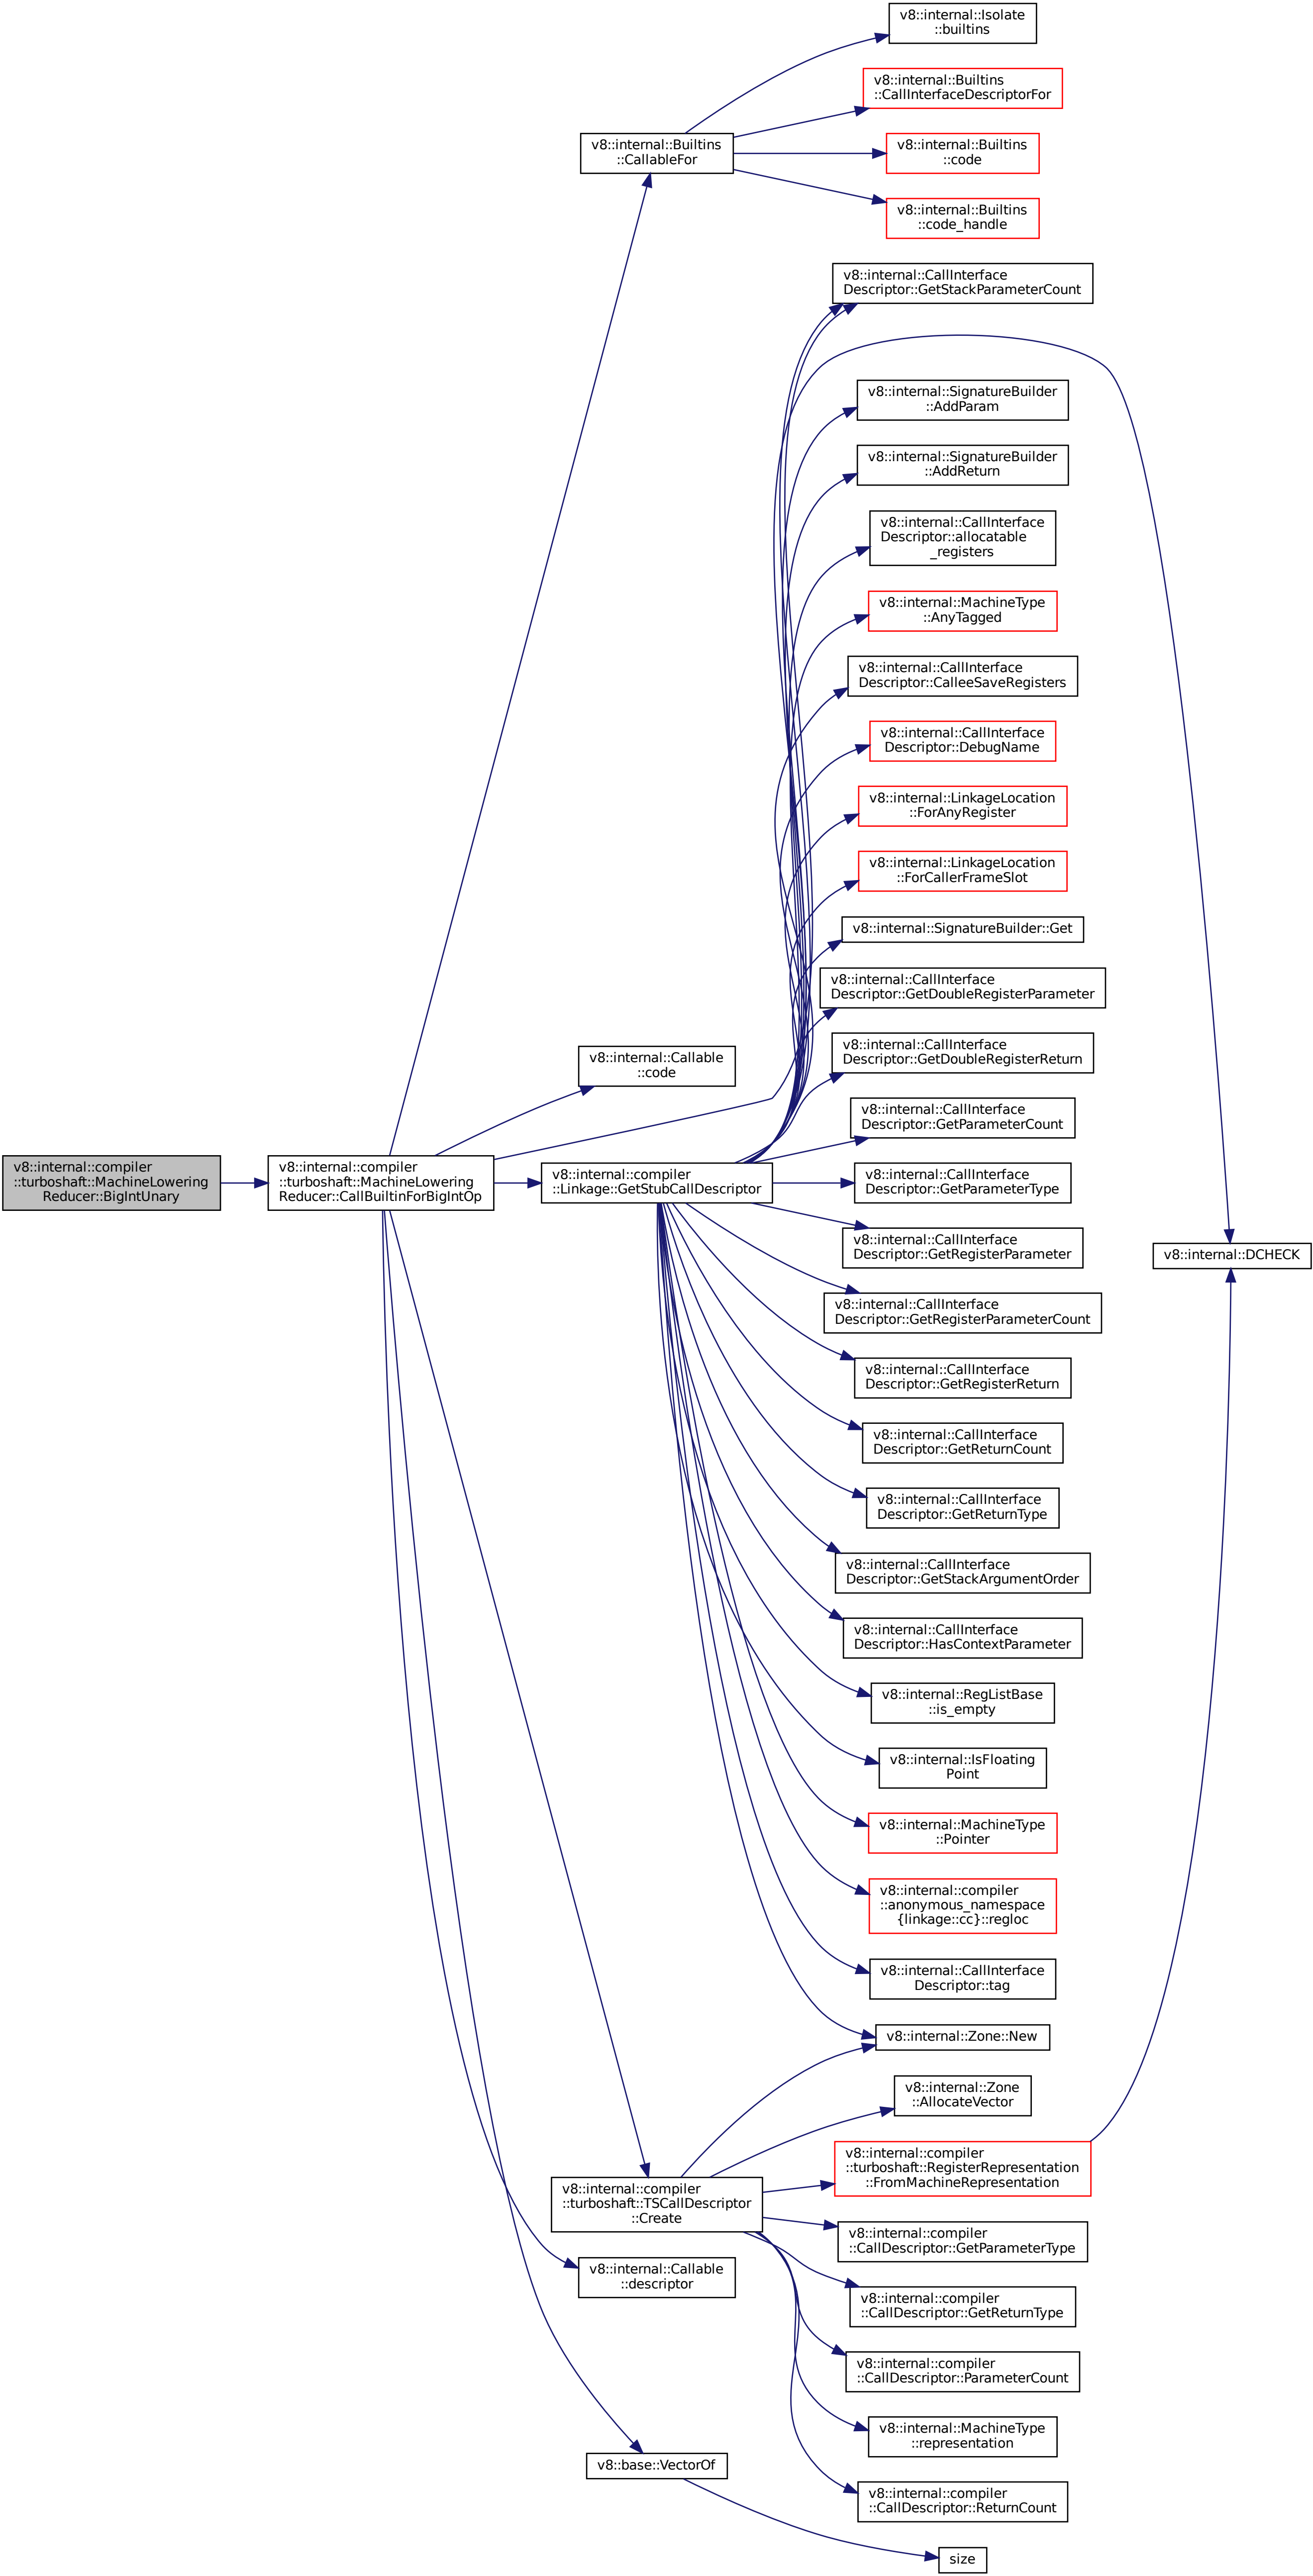 v8::internal::Isolate
::builtins
v8::internal::Builtins
::CallInterfaceDescriptorFor
v8::internal::Builtins
::CallableFor
v8::internal::Builtins
::code
v8::internal::Builtins
::code_handle
v8::internal::CallInterface
Descriptor::GetStackParameterCount
v8::internal::SignatureBuilder
::AddParam
v8::internal::SignatureBuilder
::AddReturn
v8::internal::CallInterface
Descriptor::allocatable
_registers
v8::internal::MachineType
::AnyTagged
v8::internal::CallInterface
Descriptor::CalleeSaveRegisters
v8::internal::CallInterface
Descriptor::DebugName
v8::internal::LinkageLocation
::ForAnyRegister
v8::internal::LinkageLocation
::ForCallerFrameSlot
v8::internal::SignatureBuilder::Get
v8::internal::CallInterface
Descriptor::GetDoubleRegisterParameter
v8::internal::CallInterface
Descriptor::GetDoubleRegisterReturn
v8::internal::Callable
::code
v8::internal::CallInterface
Descriptor::GetParameterCount
v8::internal::compiler
::turboshaft::MachineLowering
Reducer::BigIntUnary
v8::internal::compiler
::turboshaft::MachineLowering
Reducer::CallBuiltinForBigIntOp
v8::internal::compiler
::Linkage::GetStubCallDescriptor
v8::internal::CallInterface
Descriptor::GetParameterType
v8::internal::CallInterface
Descriptor::GetRegisterParameter
v8::internal::DCHECK
v8::internal::CallInterface
Descriptor::GetRegisterParameterCount
v8::internal::CallInterface
Descriptor::GetRegisterReturn
v8::internal::CallInterface
Descriptor::GetReturnCount
v8::internal::CallInterface
Descriptor::GetReturnType
v8::internal::CallInterface
Descriptor::GetStackArgumentOrder
v8::internal::CallInterface
Descriptor::HasContextParameter
v8::internal::RegListBase
::is_empty
v8::internal::IsFloating
Point
v8::internal::MachineType
::Pointer
v8::internal::compiler
::anonymous_namespace
{linkage::cc}::regloc
v8::internal::CallInterface
Descriptor::tag
v8::internal::Zone::New
v8::internal::Zone
::AllocateVector
v8::internal::compiler
::turboshaft::RegisterRepresentation
::FromMachineRepresentation
v8::internal::compiler
::turboshaft::TSCallDescriptor
::Create
v8::internal::compiler
::CallDescriptor::GetParameterType
v8::internal::Callable
::descriptor
v8::internal::compiler
::CallDescriptor::GetReturnType
v8::internal::compiler
::CallDescriptor::ParameterCount
v8::internal::MachineType
::representation
v8::base::VectorOf
v8::internal::compiler
::CallDescriptor::ReturnCount
size